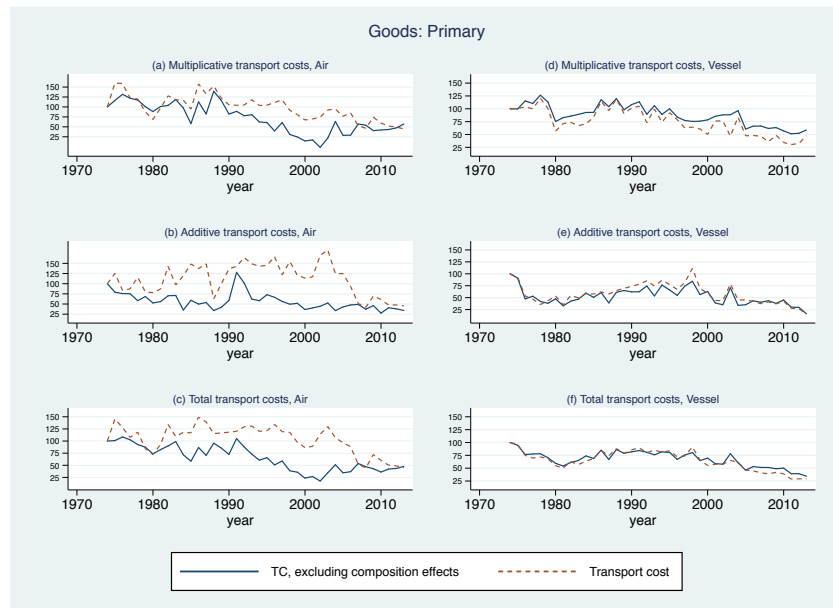 Goods: Primary
(a) Multiplicative transport costs, Air
150
125
100
75
50
25
1970 1980 1990 2000 2010
year
(d) Multiplicative transport costs, Vessel
150
125
100
75
50
25
1970 1980 1990 2000 2010
year
(b) Additive transport costs, Air
150
125
100
75
50
25
1970 1980 1990 2000 2010
year
(e) Additive transport costs, Vessel
150
125
100
75
50
25
1970 1980 1990 2000 2010
year
(c) Total transport costs, Air
150
125
100
75
50
25
1970 1980 1990 2000 2010
year
(f) Total transport costs, Vessel
150
125
100
75
50
25
1970 1980 1990 2000 2010
year
TC, excluding composition effects Transport cost